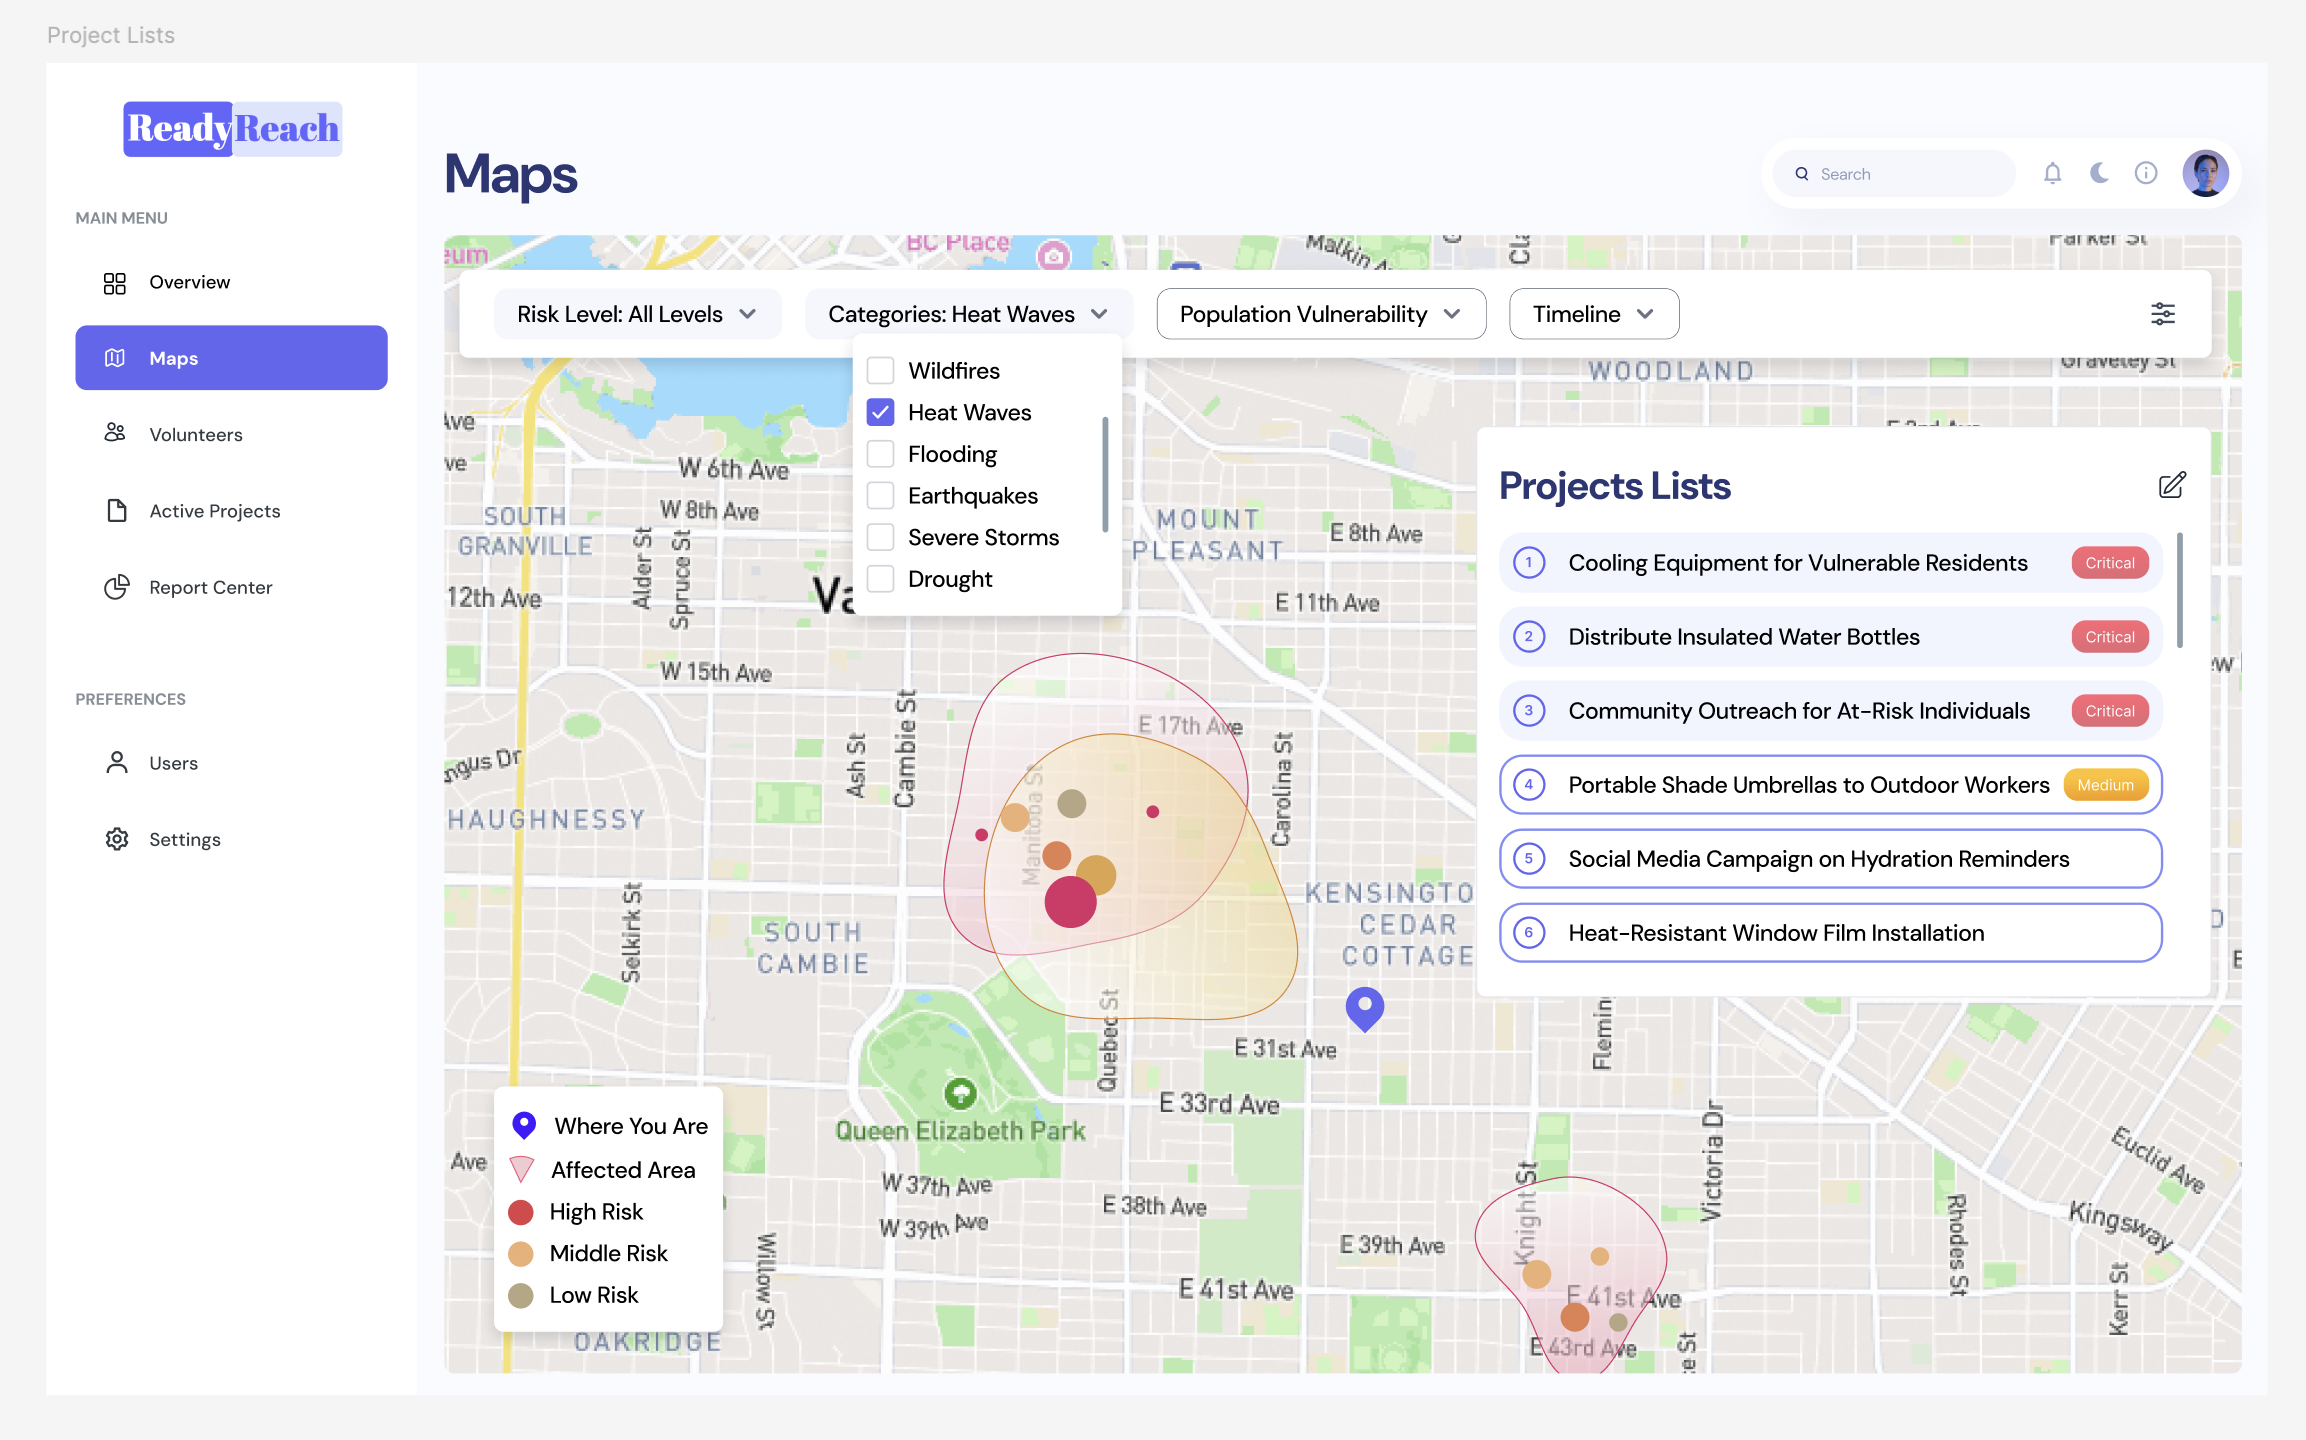 Project Lists
ReadyReach
MAIN MENU
Overview
Maps
Volunteers
Active Projects
Report Center
PREFERENCES
Users
Settings
Maps
Search
BC Place
Risk Level: All Levels
Categories: Heat Waves
Population Vulnerability
Timeline
Wildfires
Heat Waves
Flooding
Earthquakes
Severe Storms
Drought
Projects Lists
1 Cooling Equipment for Vulnerable Residents Critical
2 Distribute Insulated Water Bottles Critical
3 Community Outreach for At-Risk Individuals Critical
4 Portable Shade Umbrellas to Outdoor Workers Medium
5 Social Media Campaign on Hydration Reminders
6 Heat-Resistant Window Film Installation
Parker St
Graveley St
WOODLAND
Ave
W 6th Ave
W 8th Ave
SOUTH
GRANVILLE
Alder St
Spruce St
12th Ave
MOUNT
PLEASANT
E 8th Ave
E 11th Ave
W 15th Ave
E 17th Ave
Ash St
Cambie St
Manitoba St
Carolina St
HAUGHNESSY
Selkirk St
SOUTH
CAMBIE
KENSINGTO
CEDAR
COTTAGE
Quebec St
E 31st Ave
E 33rd Ave
Queen Elizabeth Park
W 37th Ave
W 39th Ave
E 38th Ave
E 39th Ave
E 41st Ave
Knight St
E 41st Ave
E 43rd Ave
Victoria Dr
Euclid Ave
Kingsway
Rhodes St
Kerr St
Willow St
Ave
Where You Are
Affected Area
High Risk
Middle Risk
Low Risk
OAKRIDGE